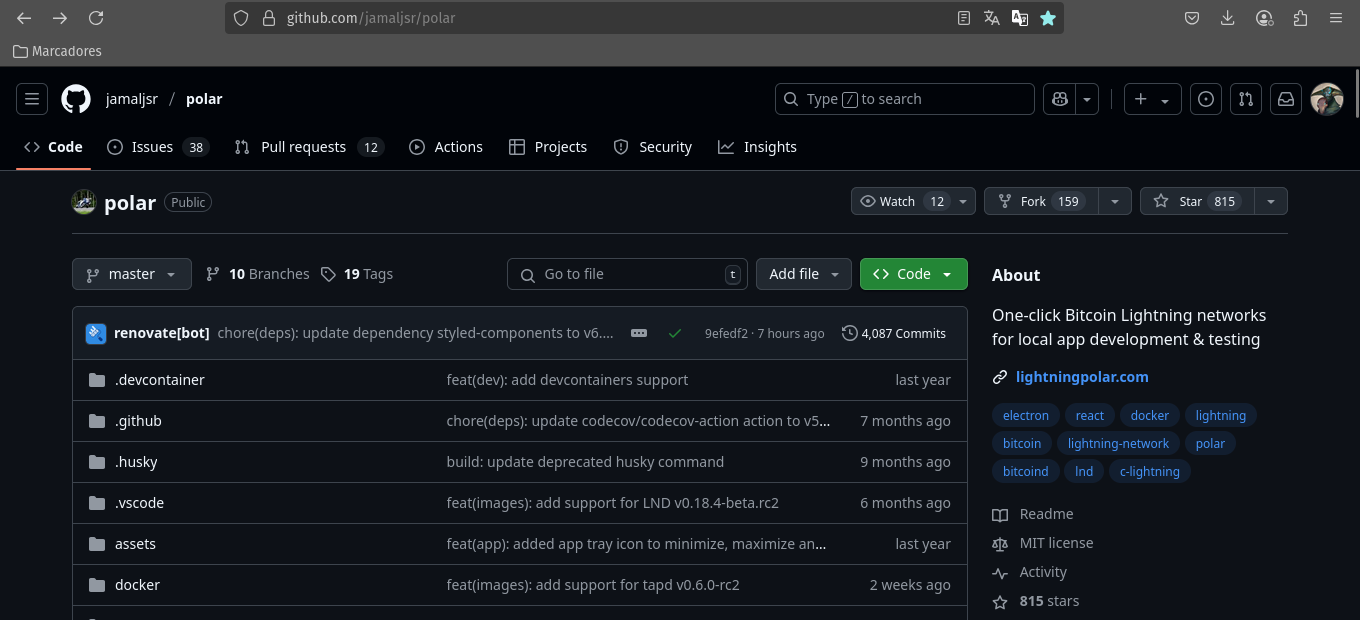 github.com/jamaljsr/polar
Marcadores
jamaljsr / polar
Type / to search
Code
Issues 38
Pull requests 12
Actions
Projects
Security
Insights
polar Public
Watch 12
Fork 159
Star 815
master
10 Branches
19 Tags
Go to file t
Add file
Code
renovate[bot] chore(deps): update dependency styled-components to v6.... 9efedf2 · 7 hours ago 4,087 Commits
.devcontainer feat(dev): add devcontainers support last year
.github chore(deps): update codecov/codecov-action action to v5... 7 months ago
.husky build: update deprecated husky command 9 months ago
.vscode feat(images): add support for LND v0.18.4-beta.rc2 6 months ago
assets feat(app): added app tray icon to minimize, maximize an... last year
docker feat(images): add support for tapd v0.6.0-rc2 2 weeks ago
About
One-click Bitcoin Lightning networks
for local app development & testing
lightningpolar.com
electron react docker lightning
bitcoin lightning-network polar
bitcoind lnd c-lightning
Readme
MIT license
Activity
815 stars